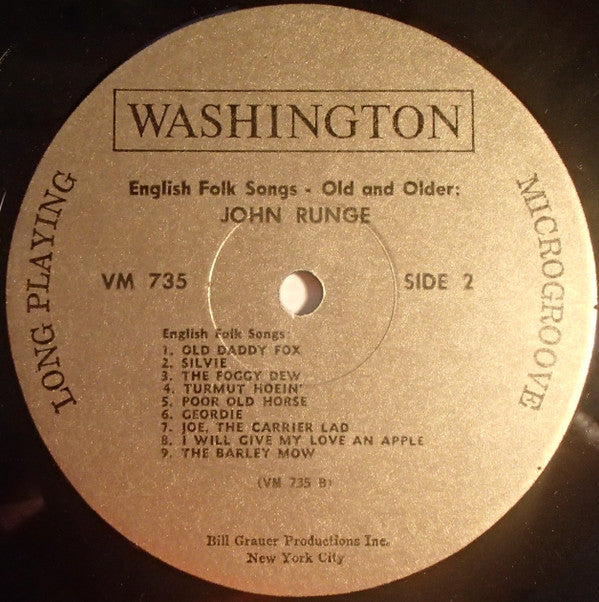 WASHINGTON
English Folk Songs - Old and Older:
JOHN RUNGE
LONG PLAYING
MICROGROOVE
VM 735
SIDE 2
English Folk Songs:
1. OLD DADDY FOX
2. SILVIE
3. THE FOGGY DEW
4. TURMUT HOEIN'
5. POOR OLD HORSE
6. GEORDIE
7. JOE, THE CARRIER LAD
8. I WILL GIVE MY LOVE AN APPLE
9. THE BARLEY MOW
(VM 735 B)
Bill Grauer Productions Inc.
New York City